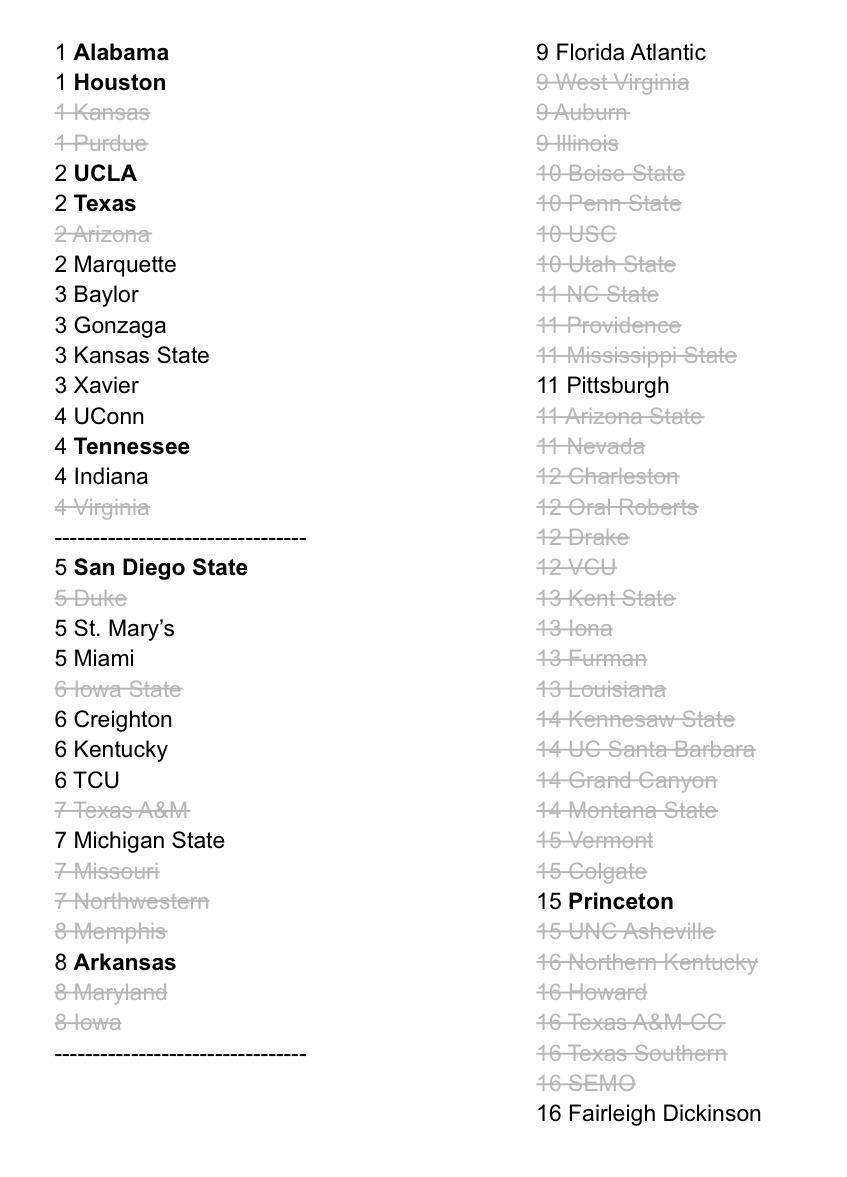 1 Alabama
1 Houston
1 Kansas
1 Purdue
2 UCLA
2 Texas
2 Arizona
2 Marquette
3 Baylor
3 Gonzaga
3 Kansas State
3 Xavier
4 UConn
4 Tennessee
4 Indiana
4 Virginia
---------------------------------
5 San Diego State
5 Duke
5 St. Mary’s
5 Miami
6 Iowa State
6 Creighton
6 Kentucky
6 TCU
7 Texas A&M
7 Michigan State
7 Missouri
7 Northwestern
8 Memphis
8 Arkansas
8 Maryland
8 Iowa
---------------------------------
9 Florida Atlantic
9 West Virginia
9 Auburn
9 Illinois
10 Boise State
10 Penn State
10 USC
10 Utah State
11 NC State
11 Providence
11 Mississippi State
11 Pittsburgh
11 Arizona State
11 Nevada
12 Charleston
12 Oral Roberts
12 Drake
12 VCU
13 Kent State
13 Iona
13 Furman
13 Louisiana
14 Kennesaw State
14 UC Santa Barbara
14 Grand Canyon
14 Montana State
15 Vermont
15 Colgate
15 Princeton
15 UNC Asheville
16 Northern Kentucky
16 Howard
16 Texas A&M-CC
16 Texas Southern
16 SEMO
16 Fairleigh Dickinson